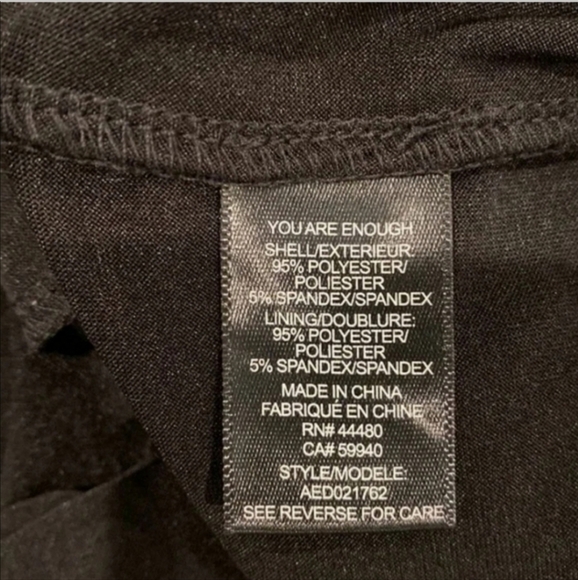 YOU ARE ENOUGH
SHELL/EXTERIEUR:
95% POLYESTER/
POLIESTER
5% SPANDEX/SPANDEX
LINING/DOUBLURE:
95% POLYESTER/
POLIESTER
5% SPANDEX/SPANDEX
MADE IN CHINA
FABRIQUÉ EN CHINE
RN# 44480
CA# 59940
STYLE/MODELE:
AED021762
SEE REVERSE FOR CARE